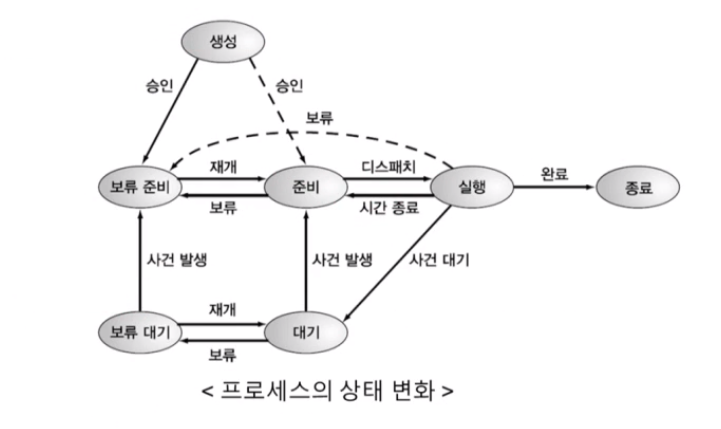 생성
승인
승인
보류
보류 준비
재개
보류
준비
디스패치
시간 종료
실행
완료
종료
사건 발생
사건 발생
사건 대기
보류 대기
재개
보류
대기
< 프로세스의 상태 변화 >